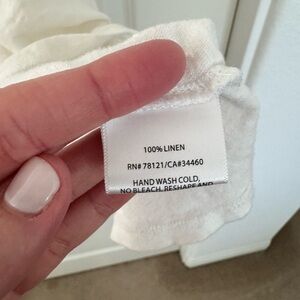 100% LINEN
RN# 78121/CA#34460
HAND WASH COLD,
NO BLEACH, RESHAPE AND